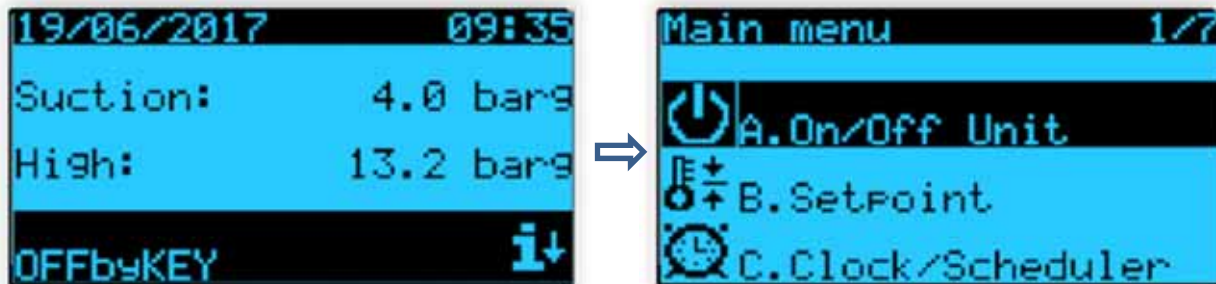 19/06/2017 09:35
Suction: 4.0 barg
High: 13.2 barg
OFFbyKEY
Main menu 1/7
A.On/Off Unit
B.Setpoint
C.Clock/Scheduler